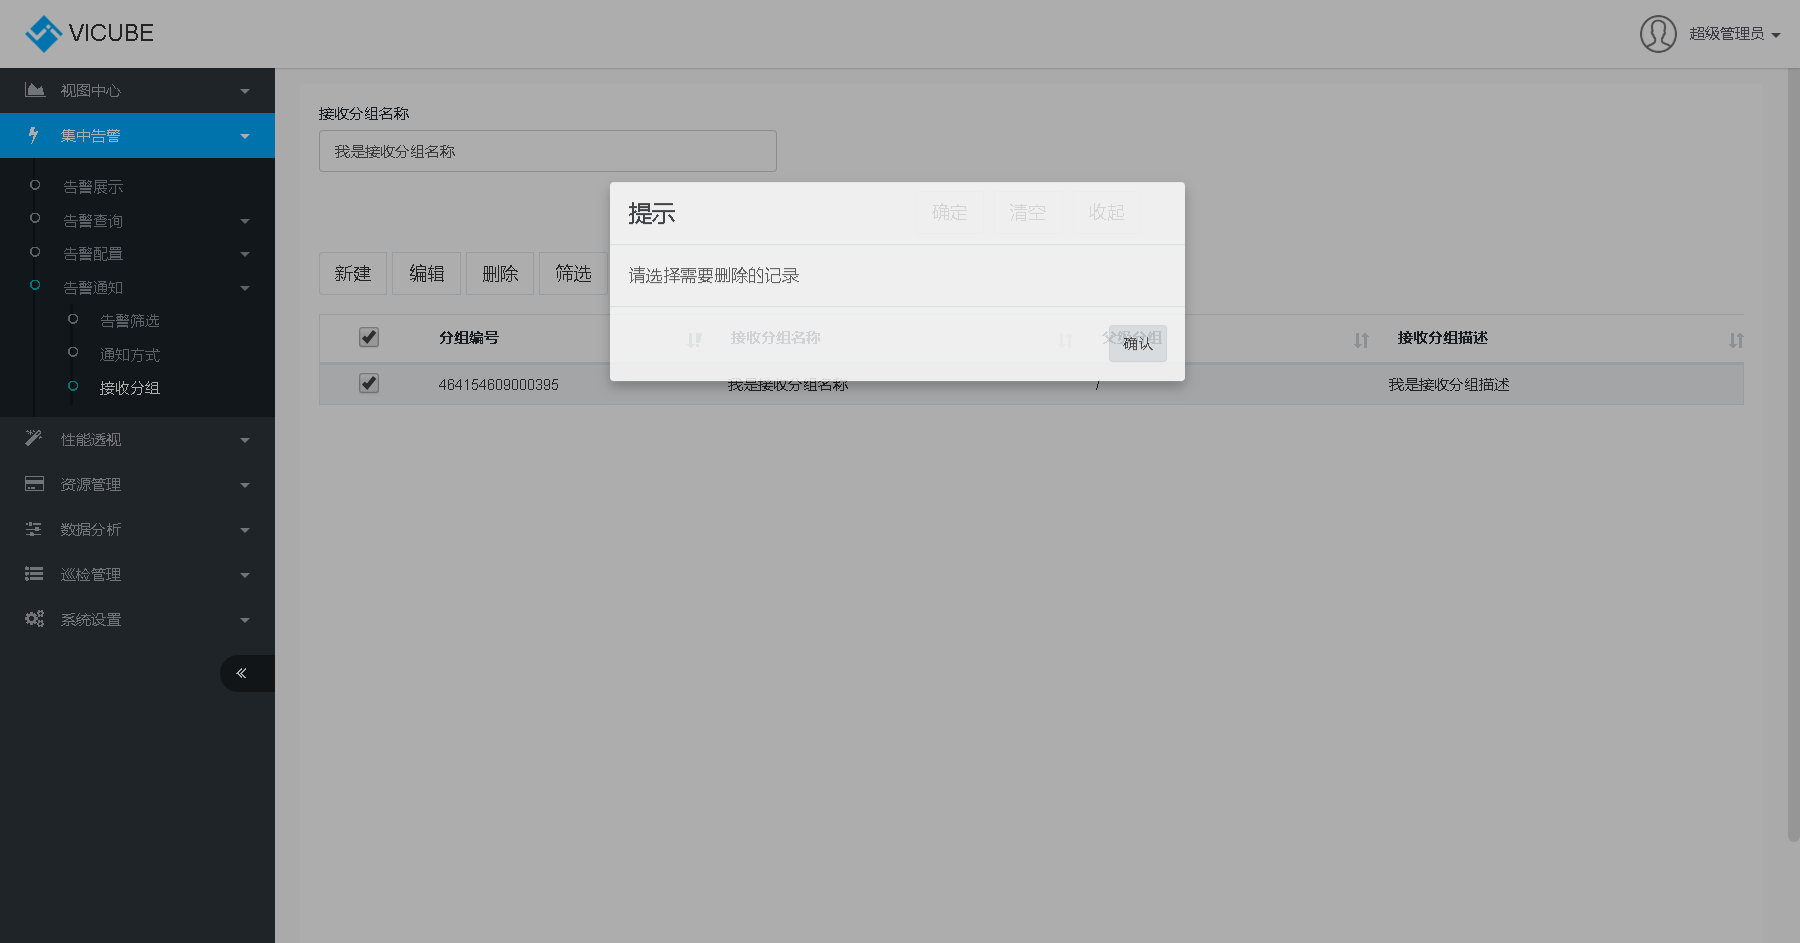 VICUBE
超级管理员
视图中心
集中告警
告警展示
告警查询
告警配置
告警通知
告警筛选
通知方式
接收分组
性能透视
资源管理
数据分析
巡检管理
系统设置
接收分组名称
我是接收分组名称
确定 清空 收起
提示
请选择需要删除的记录
确认
新建 编辑 删除 筛选
分组编号 接收分组名称 父级分组 接收分组描述
464154609000395 我是接收分组名称 / 我是接收分组描述